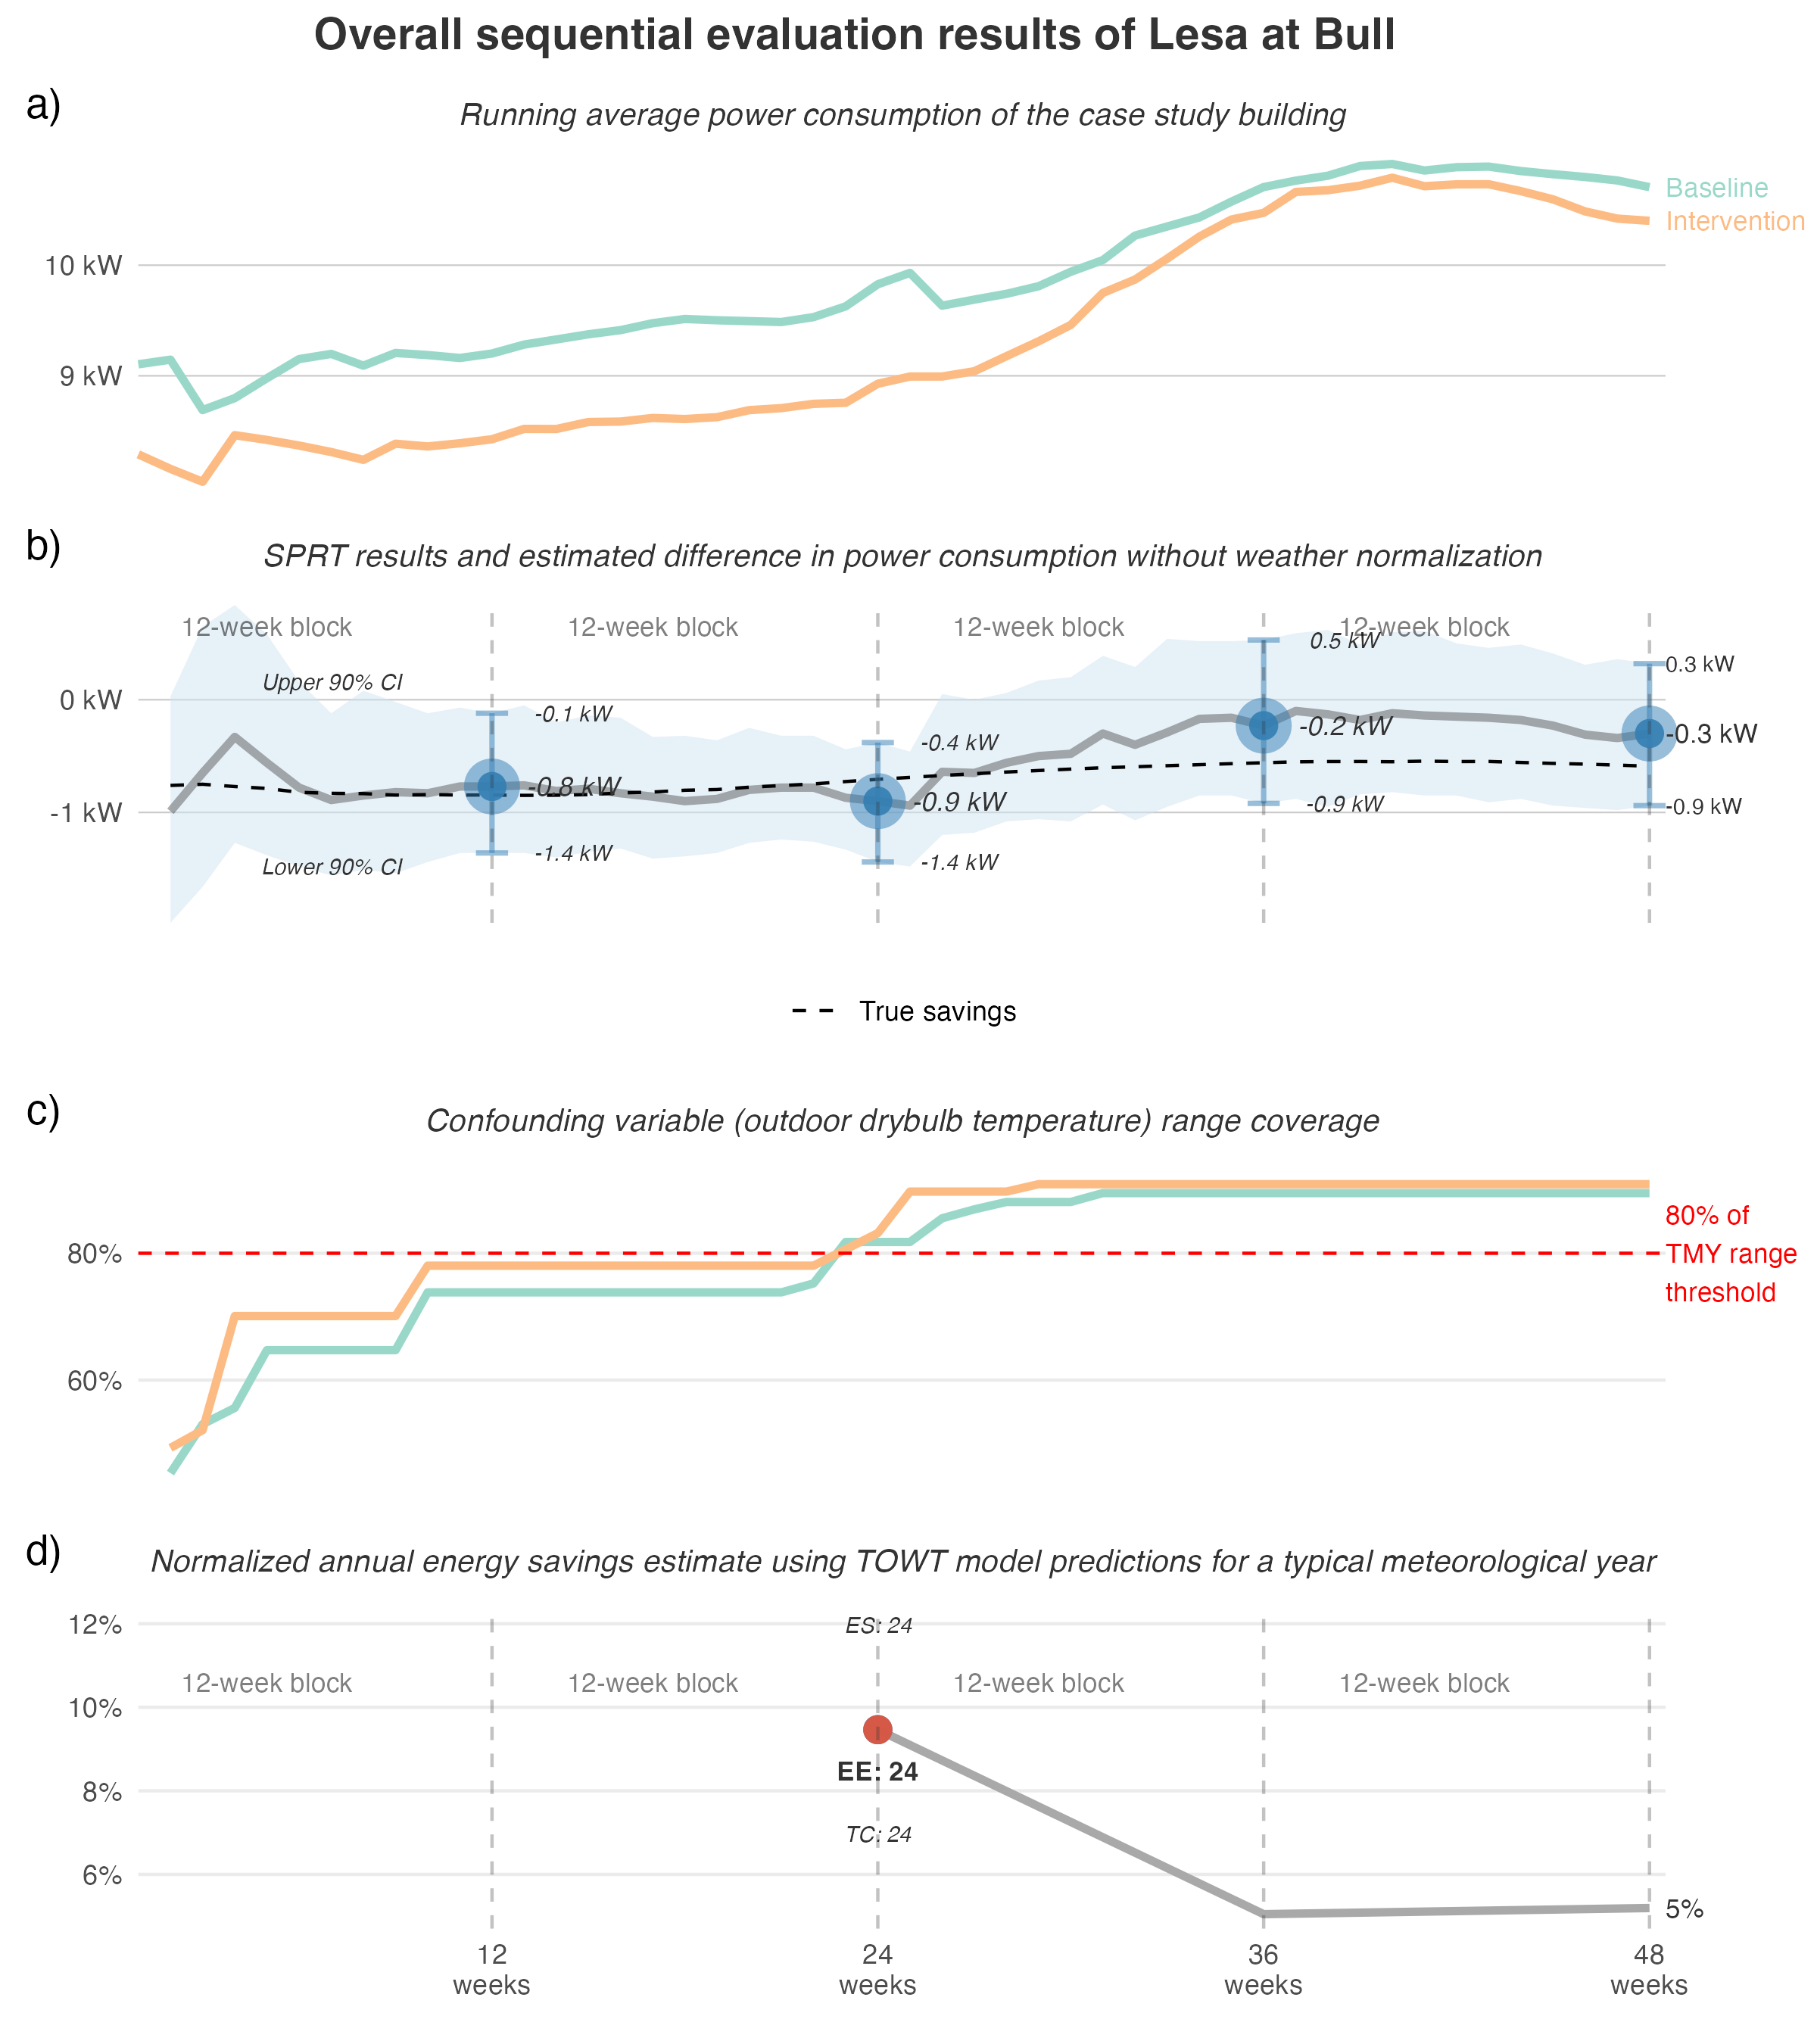 Overall sequential evaluation results of Lesa at Bull
a)
Running average power consumption of the case study building
Baseline
Intervention
10 kW
9 kW
b)
SPRT results and estimated difference in power consumption without weather normalization
12-week block
12-week block
12-week block
12-week block
0.5 kW
0.3 kW
Upper 90% CI
0 kW
-0.1 kW
-0.2 kW
-0.3 kW
-0.4 kW
-0.8 kW
-0.9 kW
-0.9 kW
-0.9 kW
-1 kW
-1.4 kW
-1.4 kW
Lower 90% CI
True savings
c)
Confounding variable (outdoor drybulb temperature) range coverage
80% of
TMY range
threshold
80%
60%
d)
Normalized annual energy savings estimate using TOWT model predictions for a typical meteorological year
12%
ES: 24
12-week block
12-week block
12-week block
12-week block
10%
EE: 24
8%
TC: 24
6%
5%
12
weeks
24
weeks
36
weeks
48
weeks